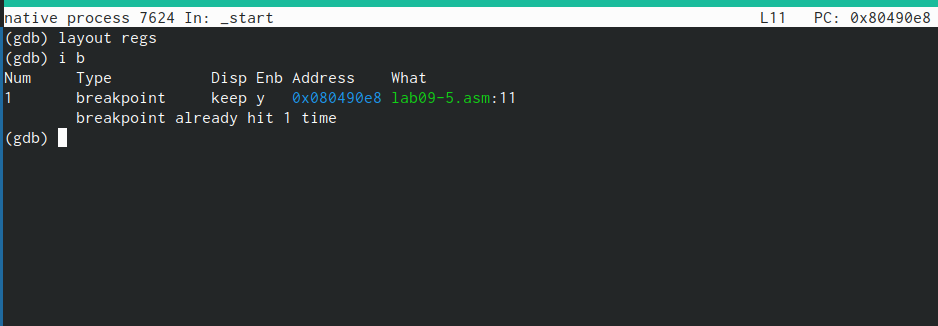 native process 7624 In: _start L11 PC: 0x80490e8
(gdb) layout regs
(gdb) i b
Num Type Disp Enb Address What
1 breakpoint keep y 0x080490e8 lab09-5.asm:11
breakpoint already hit 1 time
(gdb)